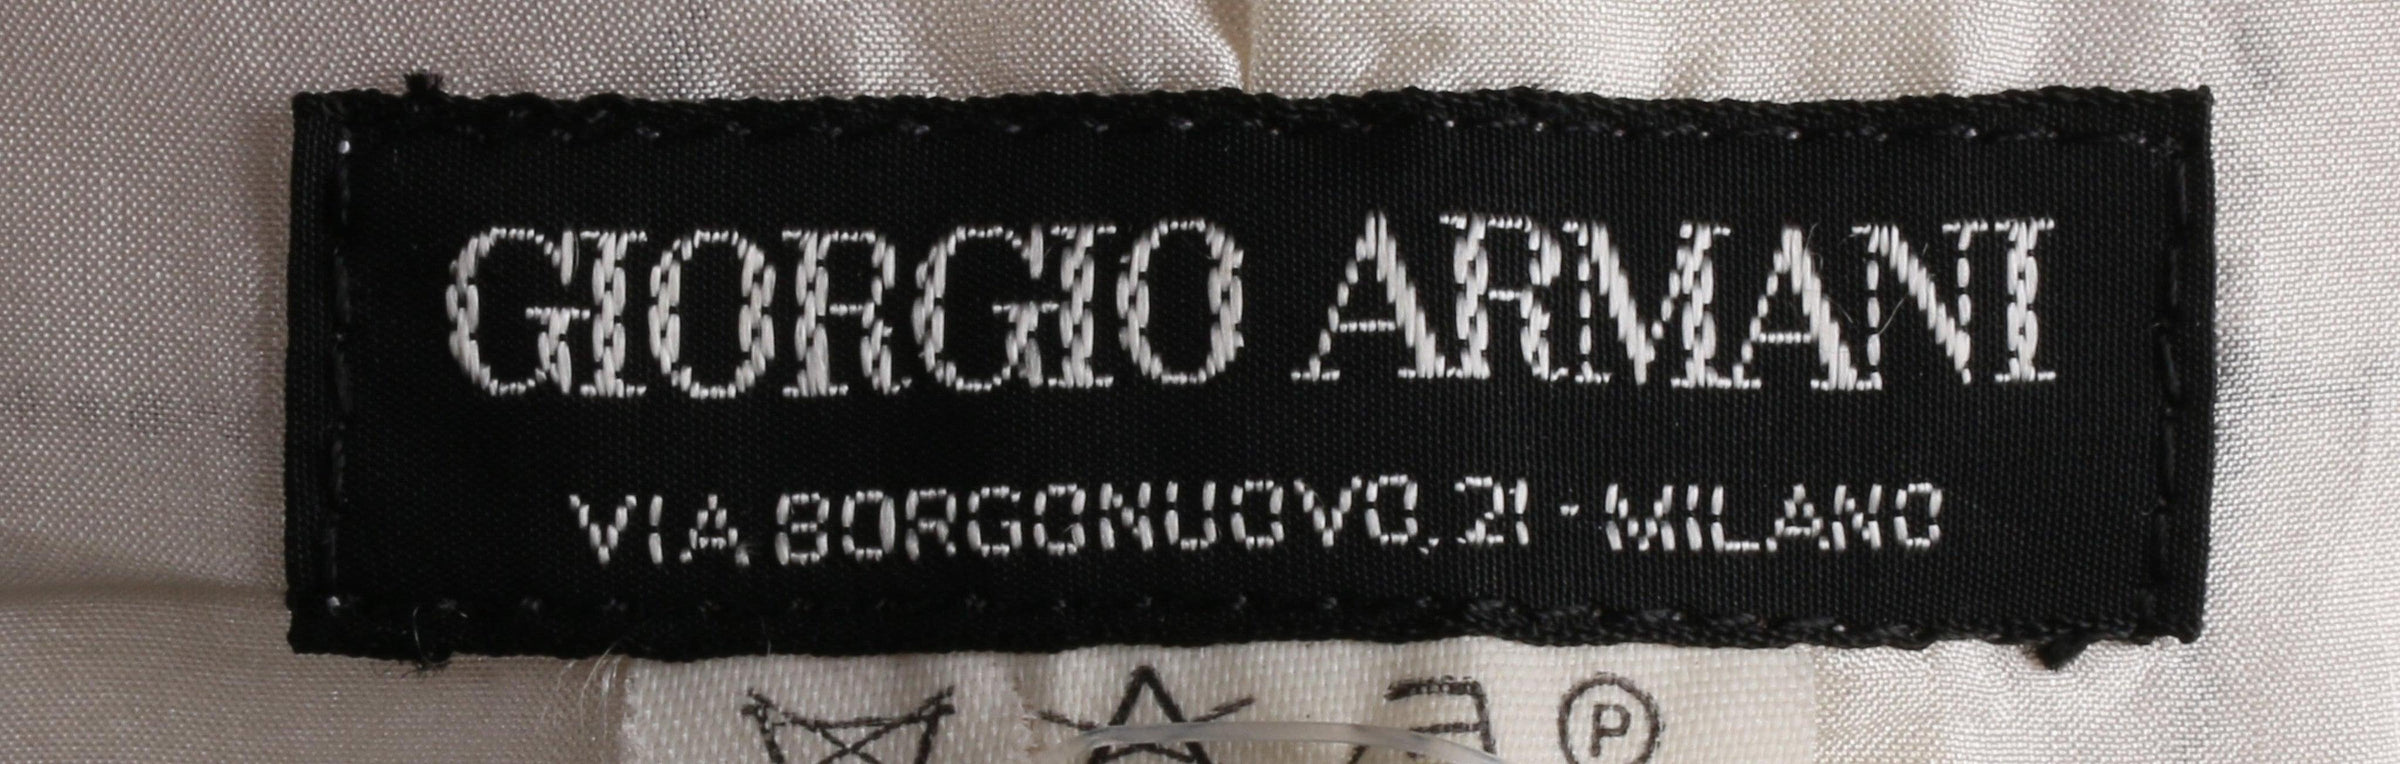 GIORGIO ARMANI
VIA BORGONUOVO, 21 - MILANO
P